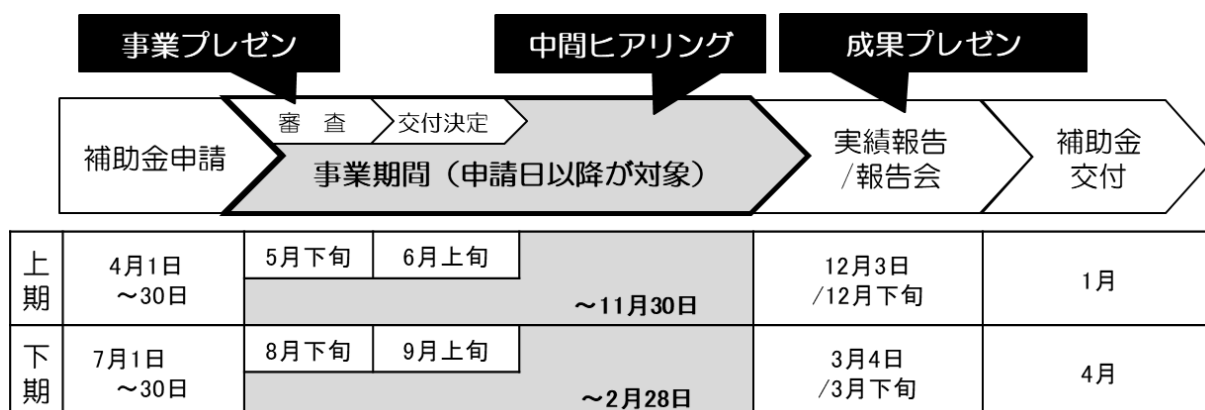 事業プレゼン
中間ヒアリング
成果プレゼン
補助金申請
審　査
交付決定
事業期間（申請日以降が対象）
実績報告
/報告会
補助金
交付
上期
4月1日
～30日
5月下旬
6月上旬
～11月30日
12月3日
/12月下旬
1月
下期
7月1日
～30日
8月下旬
9月上旬
～2月28日
3月4日
/3月下旬
4月